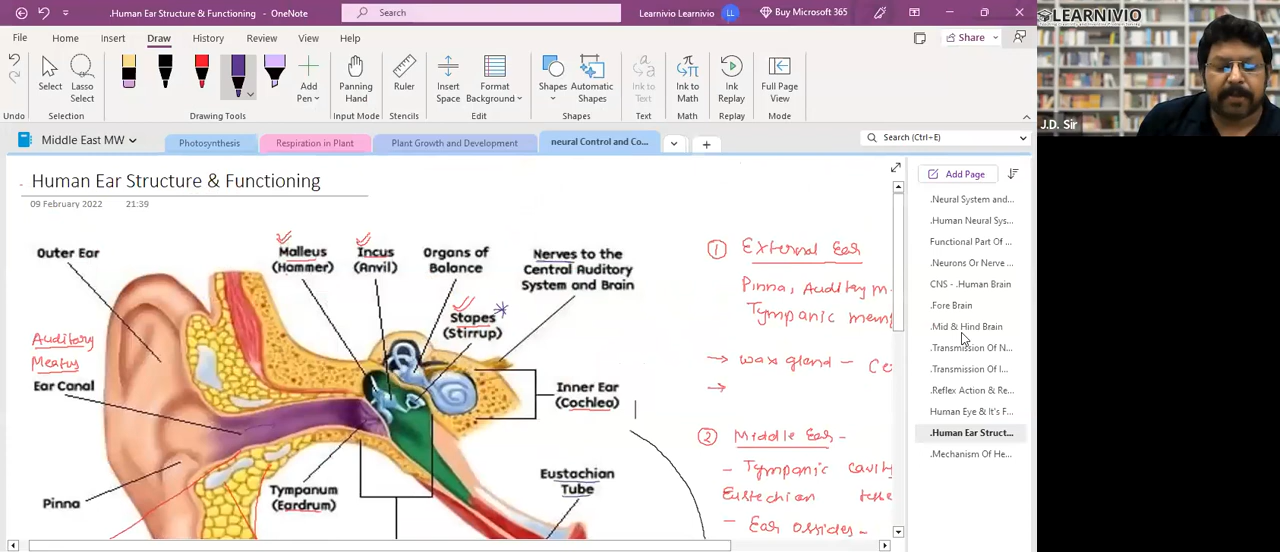 .Human Ear Structure & Functioning - OneNote
Search
Learnivio Learnivio
LL
Buy Microsoft 365
LEARNIVIO
File
Home
Insert
Draw
History
Review
View
Help
Share
Undo
Select
Lasso
Select
Add
Pen
Panning
Hand
Ruler
Insert
Space
Format
Background
Shapes
Automatic
Shapes
Ink to
Text
Ink to
Math
Ink
Replay
Full Page
View
Undo
Selection
Drawing Tools
Input Mode
Stencils
Edit
Shapes
Text
Math
Replay
Mode
J.D. Sir
Middle East MW
Photosynthesis
Respiration in Plant
Plant Growth and Development
neural Control and Co...
Search (Ctrl+E)
Human Ear Structure & Functioning
09 February 2022
21:39
Add Page
.Neural System and...
.Human Neural Sys...
Functional Part Of ...
.Neurons Or Nerve ...
CNS - .Human Brain
.Fore Brain
.Mid & Hind Brain
.Transmission Of N...
.Transmission Of I...
.Reflex Action & Re...
Human Eye & It's F...
.Human Ear Struct...
.Mechanism Of He...
Outer Ear
Malleus
(Hammer)
Incus
(Anvil)
Organs of
Balance
Nerves to the
Central Auditory
System and Brain
Stapes
(Stirrup)
Auditory
Meatus
Ear Canal
Inner Ear
(Cochlea)
Eustachian
Tube
Pinna
Tympanum
(Eardrum)
① External Ear
Pinna, Auditory m.
Tympanic mem
→ wax gland - Ce
→
② Middle Ear -
- Tympanic cavity
Eustachian
- Ear ossicles -